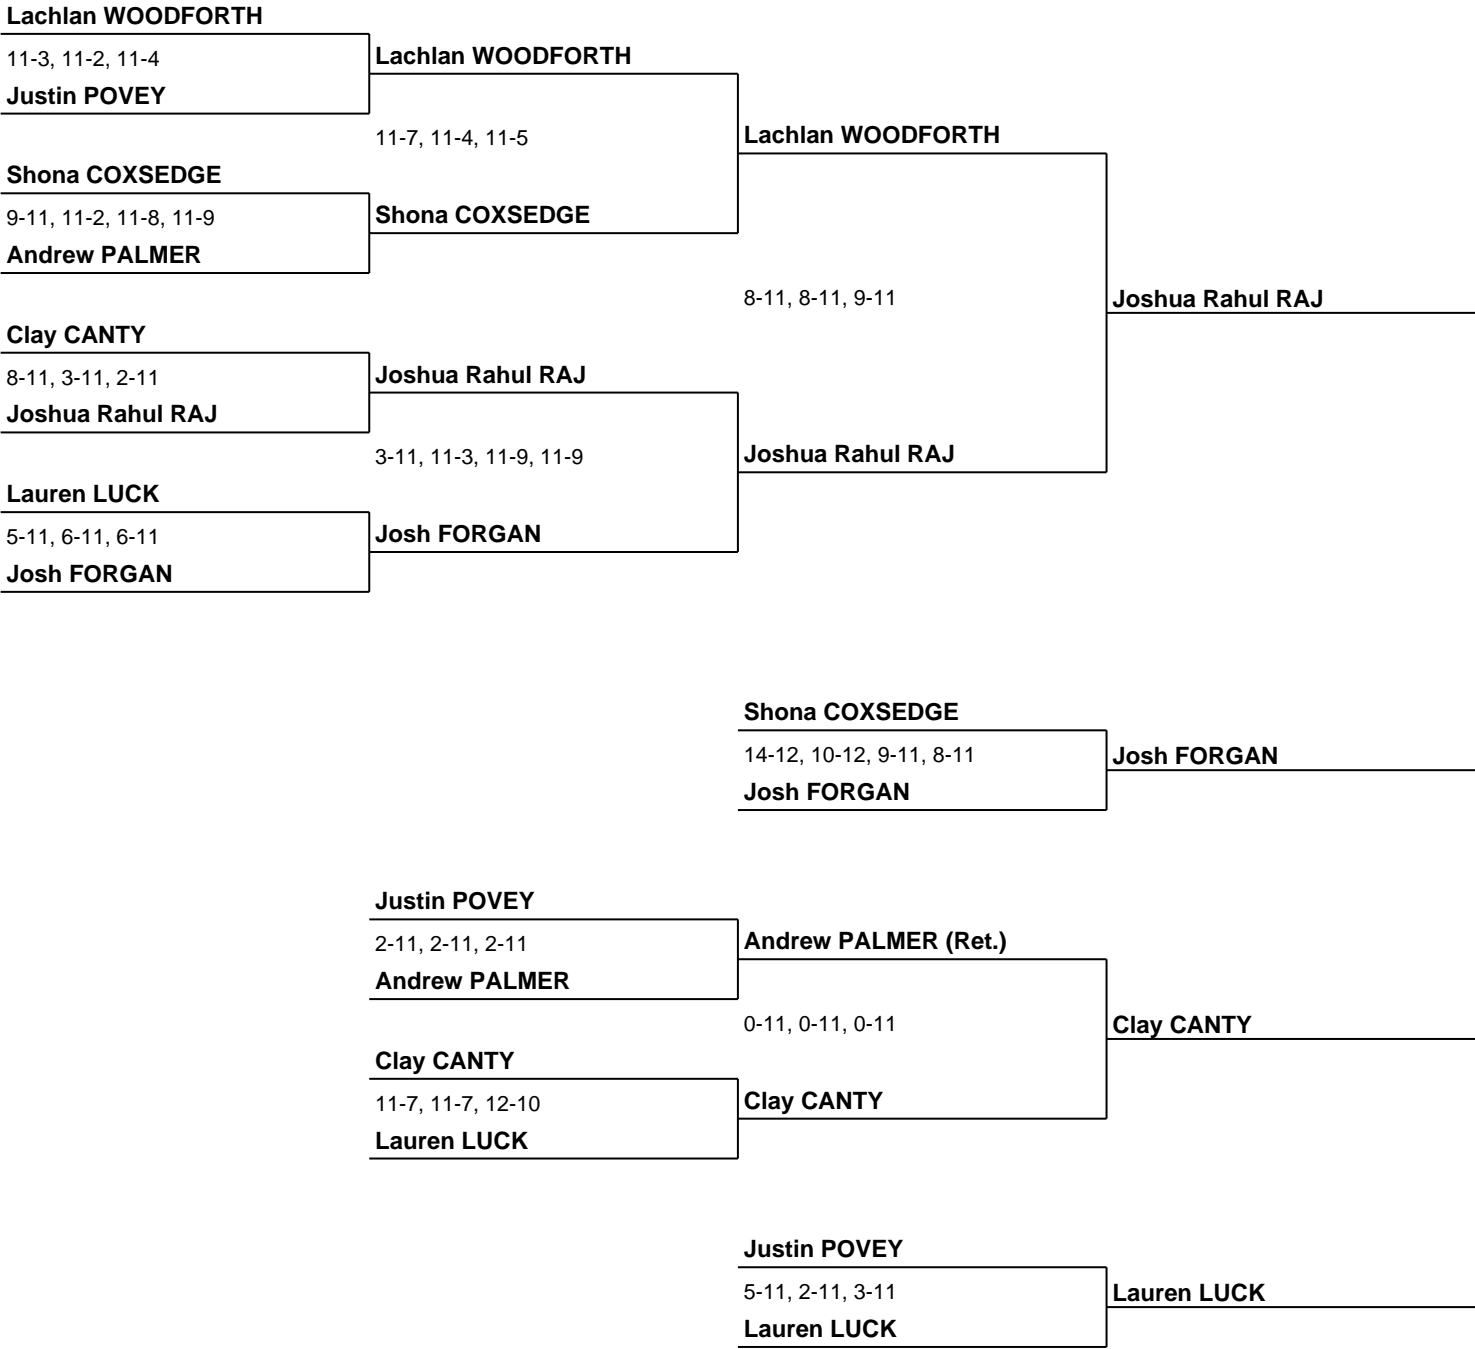 Lachlan WOODFORTH
11-3, 11-2, 11-4
Lachlan WOODFORTH
Justin POVEY
11-7, 11-4, 11-5
Lachlan WOODFORTH
Shona COXSEDGE
9-11, 11-2, 11-8, 11-9
Shona COXSEDGE
Andrew PALMER
8-11, 8-11, 9-11
Joshua Rahul RAJ
Clay CANTY
8-11, 3-11, 2-11
Joshua Rahul RAJ
Joshua Rahul RAJ
3-11, 11-3, 11-9, 11-9
Joshua Rahul RAJ
Lauren LUCK
5-11, 6-11, 6-11
Josh FORGAN
Josh FORGAN
Shona COXSEDGE
14-12, 10-12, 9-11, 8-11
Josh FORGAN
Josh FORGAN
Justin POVEY
2-11, 2-11, 2-11
Andrew PALMER (Ret.)
Andrew PALMER
0-11, 0-11, 0-11
Clay CANTY
Clay CANTY
11-7, 11-7, 12-10
Clay CANTY
Lauren LUCK
Justin POVEY
5-11, 2-11, 3-11
Lauren LUCK
Lauren LUCK